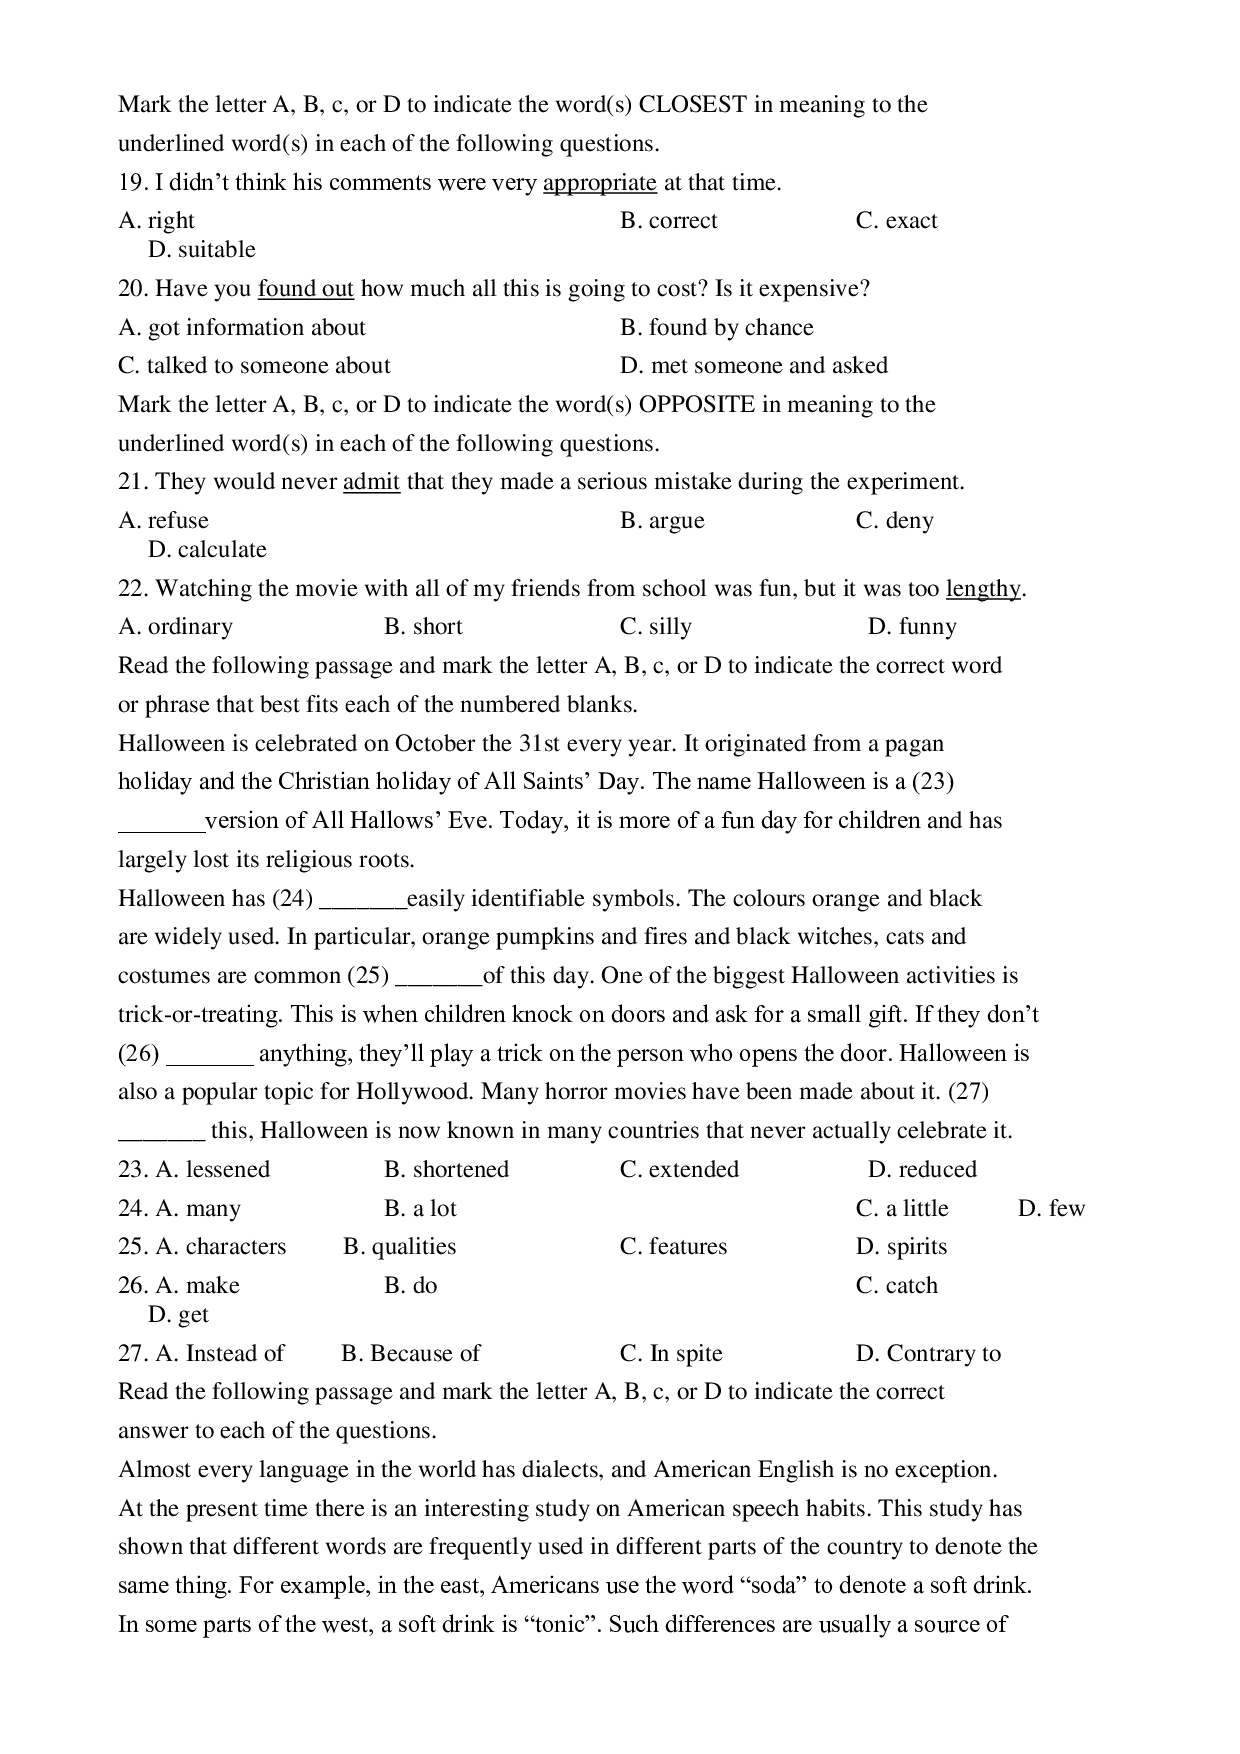 Mark the letter A, B, c, or D to indicate the word(s) CLOSEST in meaning to the
underlined word(s) in each of the following questions.
19. I didn’t think his comments were very appropriate at that time.
A. right B. correct C. exact
D. suitable
20. Have you found out how much all this is going to cost? Is it expensive?
A. got information about B. found by chance
C. talked to someone about D. met someone and asked
Mark the letter A, B, c, or D to indicate the word(s) OPPOSITE in meaning to the
underlined word(s) in each of the following questions.
21. They would never admit that they made a serious mistake during the experiment.
A. refuse B. argue C. deny
D. calculate
22. Watching the movie with all of my friends from school was fun, but it was too lengthy.
A. ordinary B. short C. silly D. funny
Read the following passage and mark the letter A, B, c, or D to indicate the correct word
or phrase that best fits each of the numbered blanks.
Halloween is celebrated on October the 31st every year. It originated from a pagan
holiday and the Christian holiday of All Saints’ Day. The name Halloween is a (23)
_______version of All Hallows’ Eve. Today, it is more of a fun day for children and has
largely lost its religious roots.
Halloween has (24) _______easily identifiable symbols. The colours orange and black
are widely used. In particular, orange pumpkins and fires and black witches, cats and
costumes are common (25) _______of this day. One of the biggest Halloween activities is
trick-or-treating. This is when children knock on doors and ask for a small gift. If they don’t
(26) _______ anything, they’ll play a trick on the person who opens the door. Halloween is
also a popular topic for Hollywood. Many horror movies have been made about it. (27)
_______ this, Halloween is now known in many countries that never actually celebrate it.
23. A. lessened B. shortened C. extended D. reduced
24. A. many B. a lot C. a little D. few
25. A. characters B. qualities C. features D. spirits
26. A. make B. do C. catch
D. get
27. A. Instead of B. Because of C. In spite D. Contrary to
Read the following passage and mark the letter A, B, c, or D to indicate the correct
answer to each of the questions.
Almost every language in the world has dialects, and American English is no exception.
At the present time there is an interesting study on American speech habits. This study has
shown that different words are frequently used in different parts of the country to denote the
same thing. For example, in the east, Americans use the word “soda” to denote a soft drink.
In some parts of the west, a soft drink is “tonic”. Such differences are usually a source of